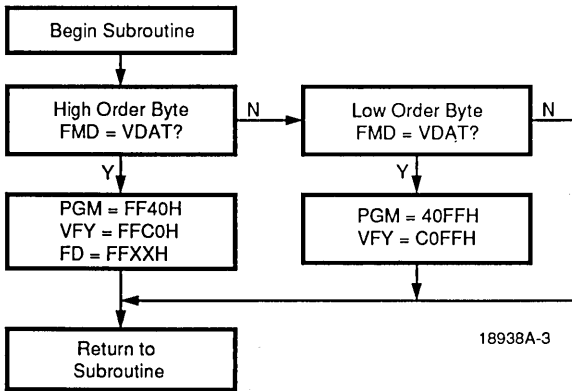 Begin Subroutine
High Order Byte
FMD = VDAT?
N
Low Order Byte
FMD = VDAT?
N
Y
Y
PGM = FF40H
VFY = FFC0H
FD = FFXXH
PGM = 40FFH
VFY = C0FFH
18938A-3
Return to
Subroutine